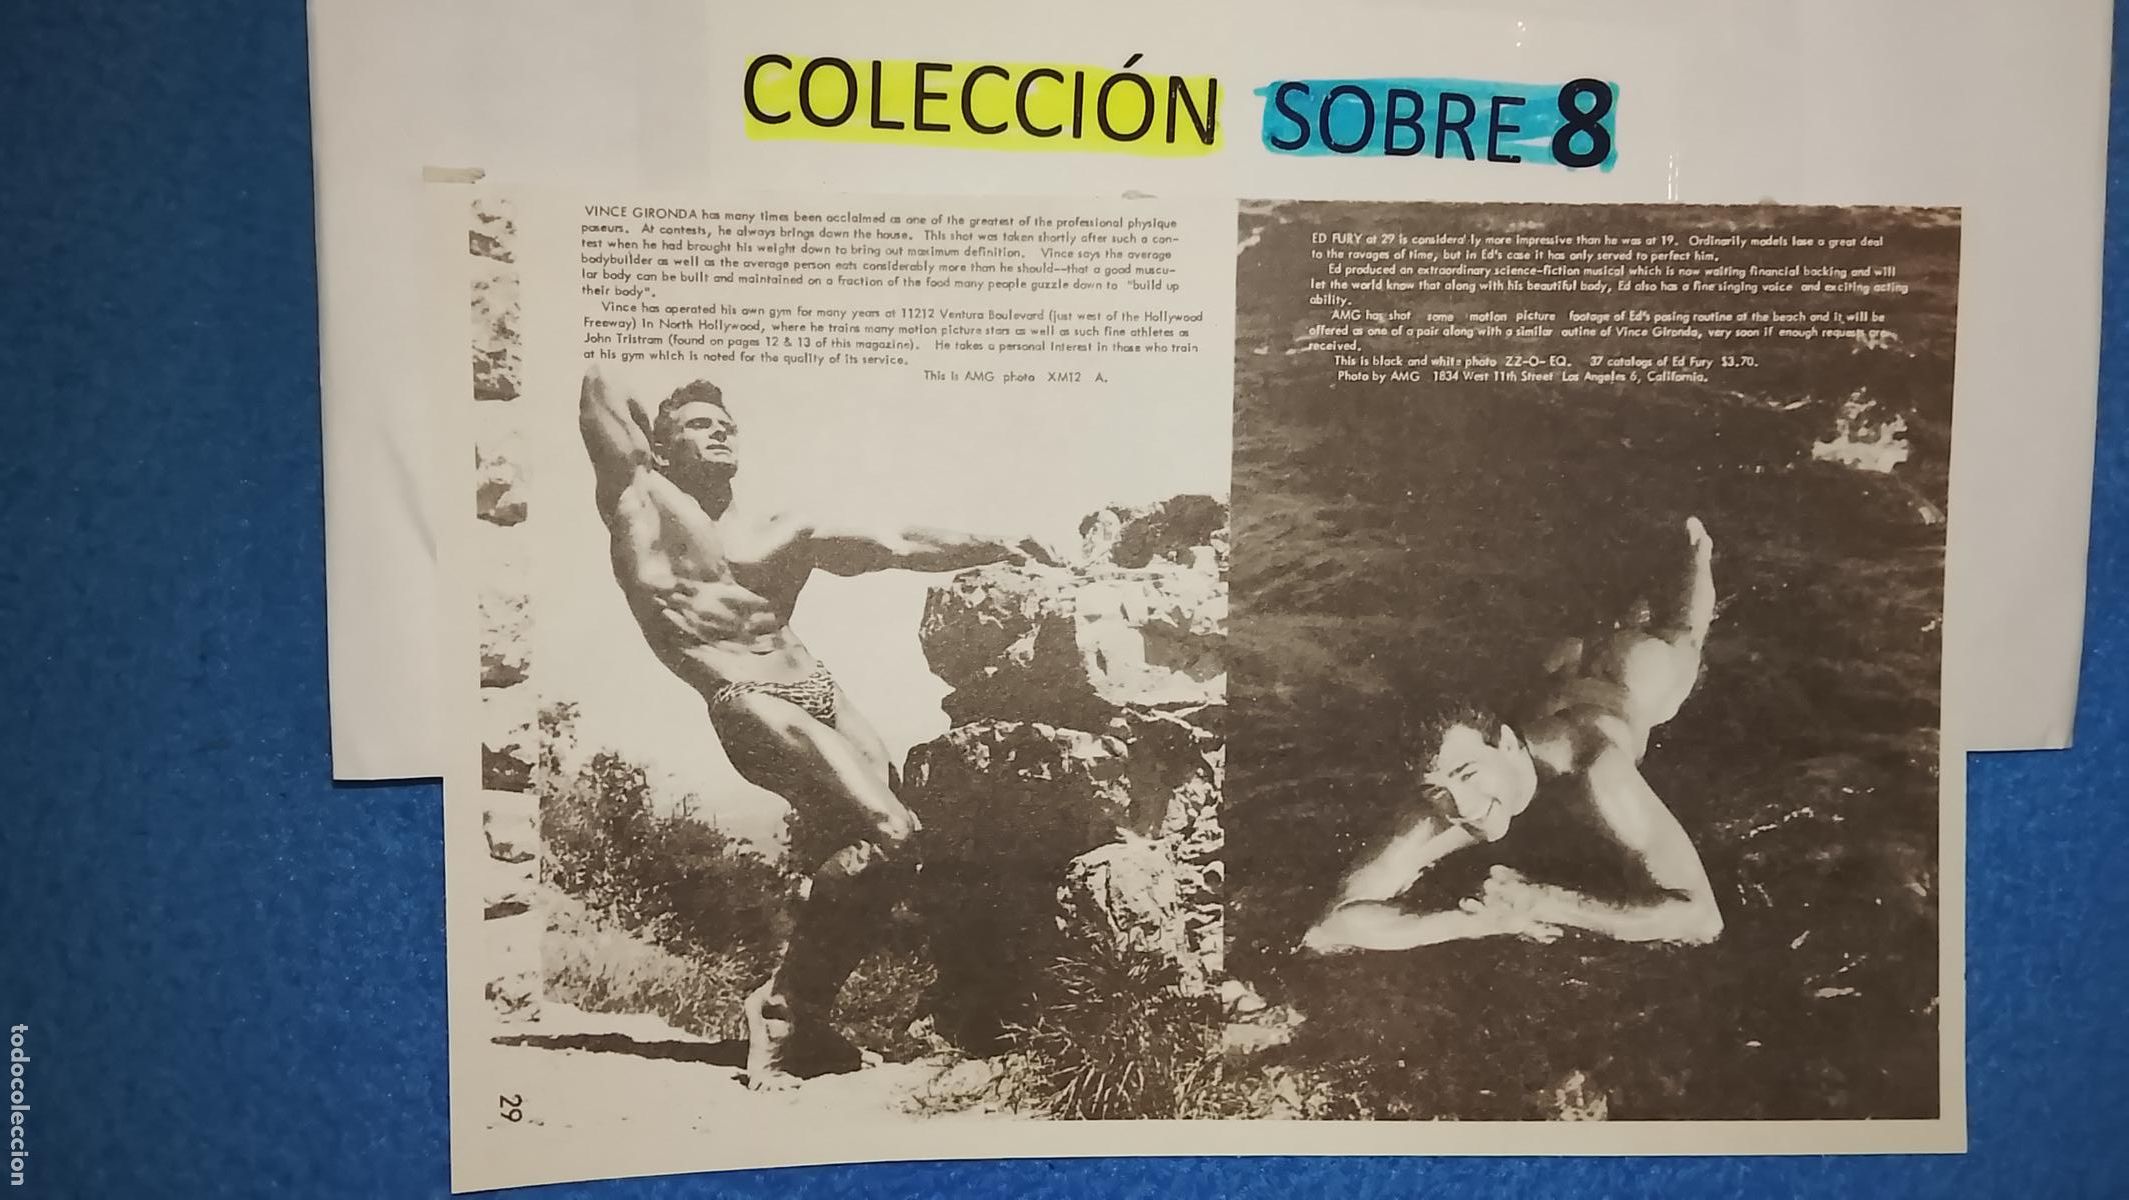 COLECCIÓN SOBRE 8
VINCE GIRONDA has many times been acclaimed as one of the greatest of the professional physique
poseurs. At contests, he always brings down the house. This shot was taken shortly after such a con-
test when he had brought his weight down to bring out maximum definition. Vince says the average
bodybuilder as well as the average person eats considerably more than he should--that a good muscu-
lar body can be built and maintained on a fraction of the food many people guzzle down to "build up
their body".
Vince has operated his own gym for many years at 11212 Ventura Boulevard (just west of the Hollywood
Freeway) in North Hollywood, where he trains many motion picture stars as well as such fine athletes as
John Tristram (found on pages 12 & 13 of this magazine). He takes a personal interest in those who train
at his gym which is noted for the quality of its service.
This is AMG photo XM12 A.
ED FURY at 29 is considera ly more impressive than he was at 19. Ordinarily models lose a great deal
to the ravages of time, but in Ed's case it has only served to perfect him.
Ed produced an extraordinary science-fiction musical which is now waiting financial backing and will
let the world know that along with his beautiful body, Ed also has a fine singing voice and exciting acting
ability.
AMG has shot some motion picture footage of Ed's posing routine at the beach and it will be
offered as one of a pair along with a similar outine of Vince Gironda, very soon if enough requests are
received.
This is black and white photo ZZ-O-EQ. 37 catalogs of Ed Fury $3.70.
Photo by AMG 1834 West 11th Street Los Angeles 6, California.
29
todocoleccion